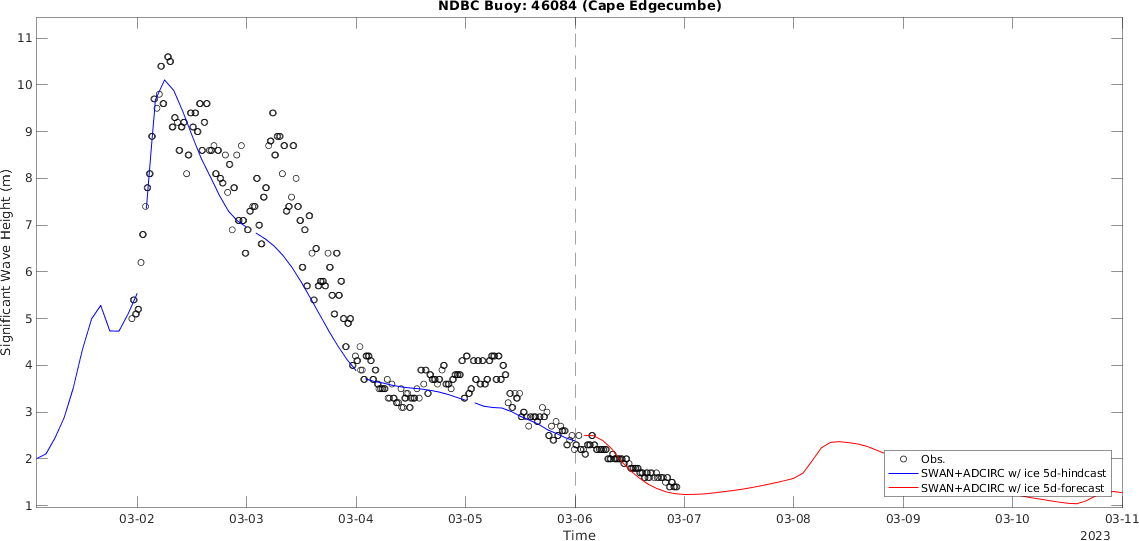 NDBC Buoy: 46084 (Cape Edgecumbe)
Significant Wave Height (m)
11
10
9
8
7
6
5
4
3
2
1
Obs.
SWAN+ADCIRC w/ ice 5d-hindcast
SWAN+ADCIRC w/ ice 5d-forecast
03-02 03-03 03-04 03-05 03-06 03-07 03-08 03-09 03-10 03-11
Time
2023